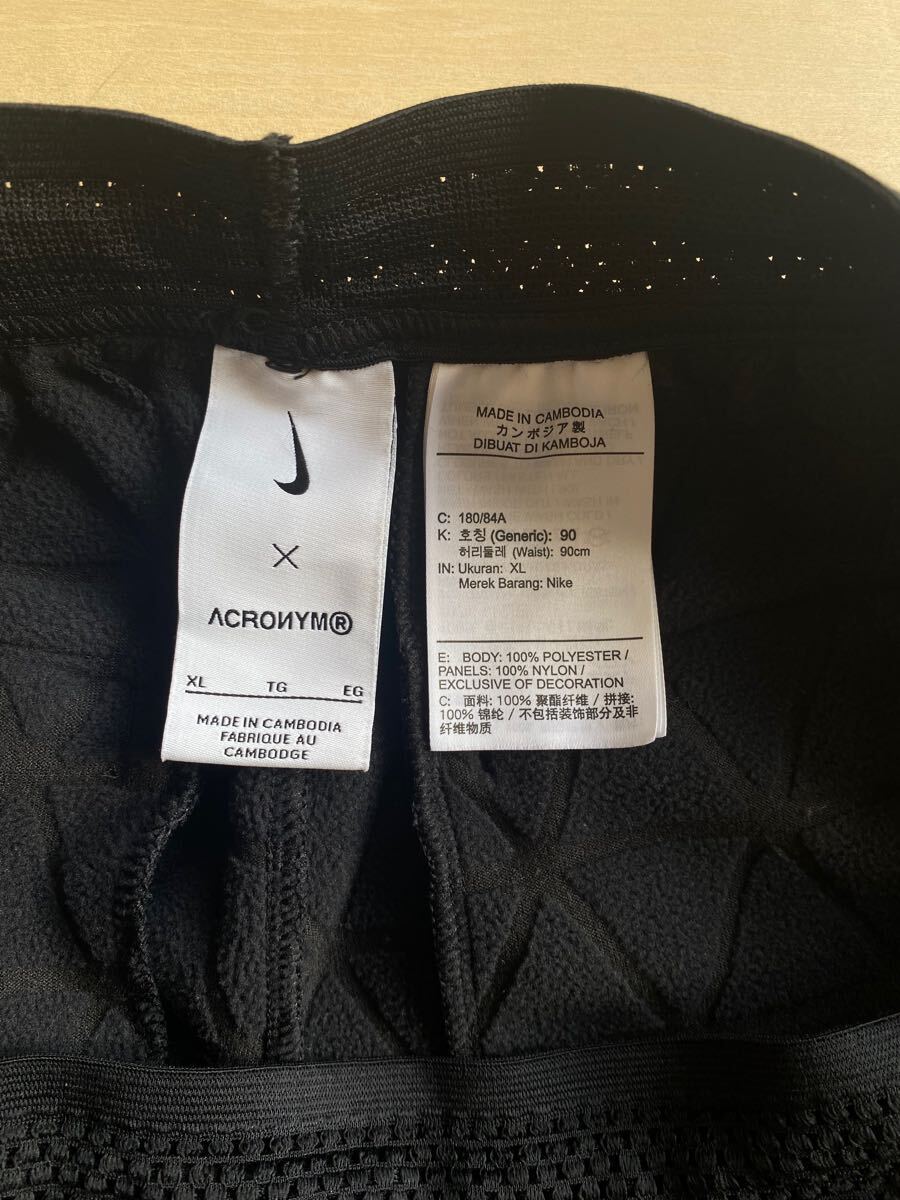 ×
ΛCROИYM®
XL TG EG
MADE IN CAMBODIA
FABRIQUE AU
CAMBODGE
MADE IN CAMBODIA
カンボジア製
DIBUAT DI KAMBOJA
C: 180/84A
K: 호칭 (Generic): 90
허리둘레 (Waist): 90cm
IN: Ukuran: XL
Merek Barang: Nike
E: BODY: 100% POLYESTER /
PANELS: 100% NYLON /
EXCLUSIVE OF DECORATION
C: 面料: 100% 聚酯纤维 / 拼接:
100% 锦纶 / 不包括装饰部分及非
纤维物质